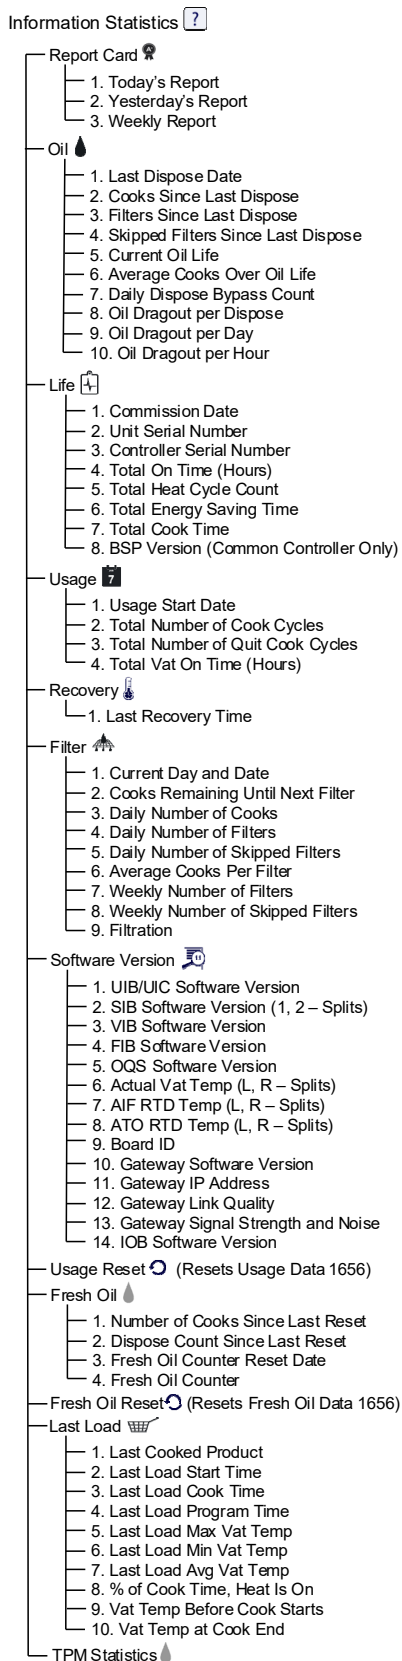 Information Statistics ?
Report Card
1. Today's Report
2. Yesterday's Report
3. Weekly Report
Oil
1. Last Dispose Date
2. Cooks Since Last Dispose
3. Filters Since Last Dispose
4. Skipped Filters Since Last Dispose
5. Current Oil Life
6. Average Cooks Over Oil Life
7. Daily Dispose Bypass Count
8. Oil Dragout per Dispose
9. Oil Dragout per Day
10. Oil Dragout per Hour
Life
1. Commission Date
2. Unit Serial Number
3. Controller Serial Number
4. Total On Time (Hours)
5. Total Heat Cycle Count
6. Total Energy Saving Time
7. Total Cook Time
8. BSP Version (Common Controller Only)
Usage 7
1. Usage Start Date
2. Total Number of Cook Cycles
3. Total Number of Quit Cook Cycles
4. Total Vat On Time (Hours)
Recovery
1. Last Recovery Time
Filter
1. Current Day and Date
2. Cooks Remaining Until Next Filter
3. Daily Number of Cooks
4. Daily Number of Filters
5. Daily Number of Skipped Filters
6. Average Cooks Per Filter
7. Weekly Number of Filters
8. Weekly Number of Skipped Filters
9. Filtration
Software Version
1. UIB/UIC Software Version
2. SIB Software Version (1, 2 – Splits)
3. VIB Software Version
4. FIB Software Version
5. OQS Software Version
6. Actual Vat Temp (L, R – Splits)
7. AIF RTD Temp (L, R – Splits)
8. ATO RTD Temp (L, R – Splits)
9. Board ID
10. Gateway Software Version
11. Gateway IP Address
12. Gateway Link Quality
13. Gateway Signal Strength and Noise
14. IOB Software Version
Usage Reset (Resets Usage Data 1656)
Fresh Oil
1. Number of Cooks Since Last Reset
2. Dispose Count Since Last Reset
3. Fresh Oil Counter Reset Date
4. Fresh Oil Counter
Fresh Oil Reset (Resets Fresh Oil Data 1656)
Last Load
1. Last Cooked Product
2. Last Load Start Time
3. Last Load Cook Time
4. Last Load Program Time
5. Last Load Max Vat Temp
6. Last Load Min Vat Temp
7. Last Load Avg Vat Temp
8. % of Cook Time, Heat Is On
9. Vat Temp Before Cook Starts
10. Vat Temp at Cook End
TPM Statistics